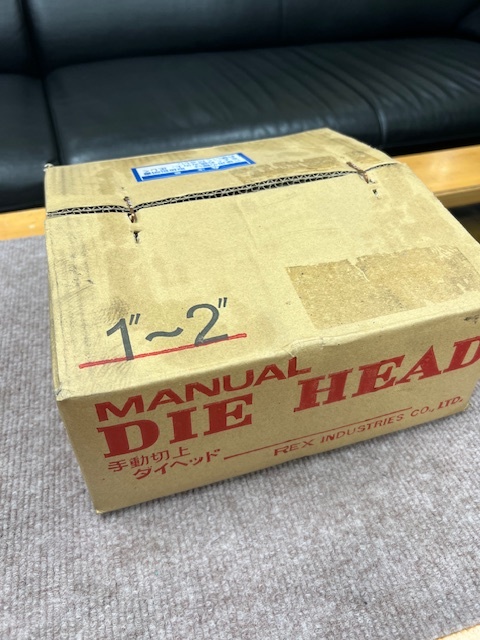 1"~2"
MANUAL
DIE HEAD
手動切上
ダイヘッド
REX INDUSTRIES CO., LTD.